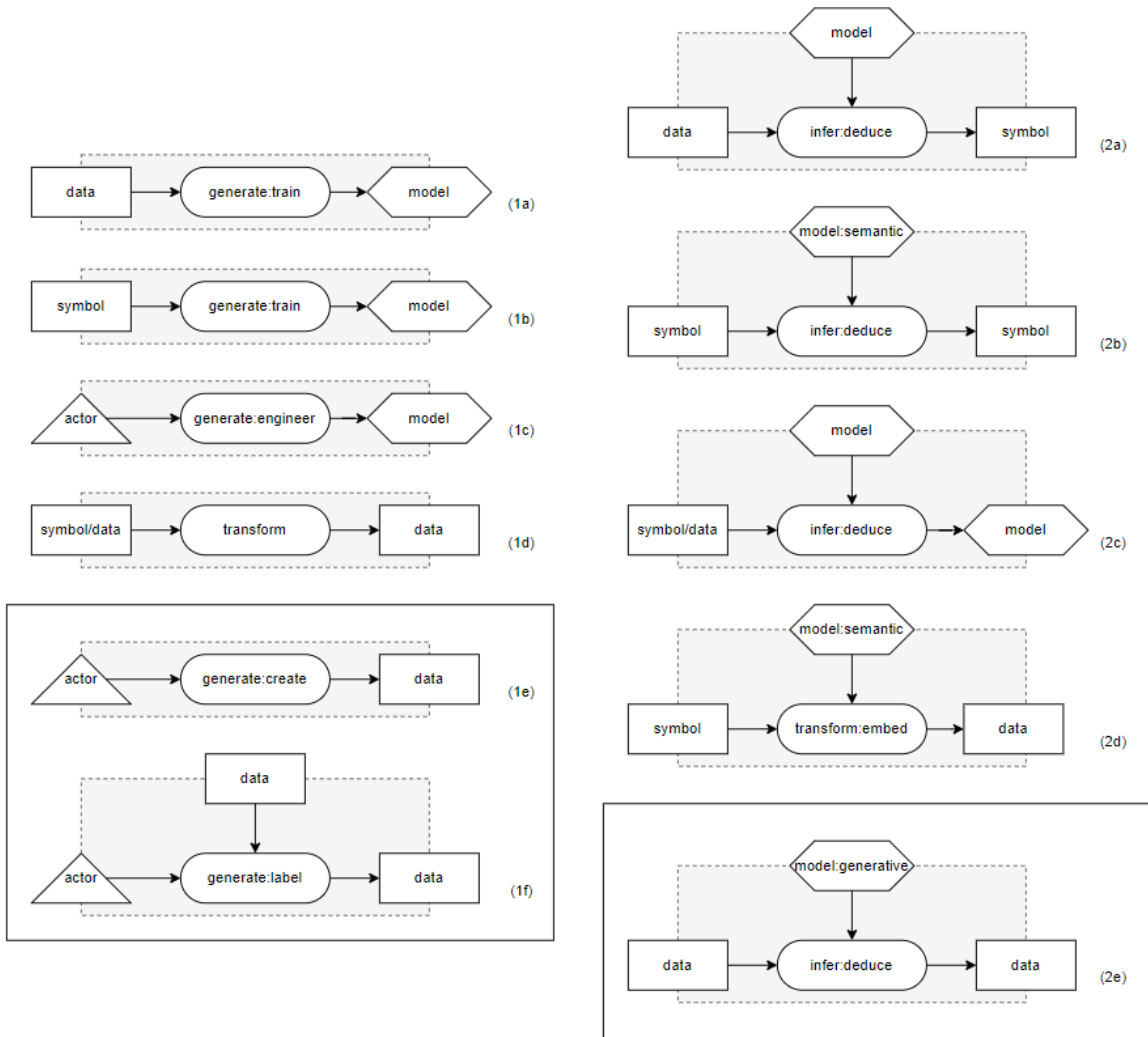 data
generate:train
model
(1a)
symbol
generate:train
model
(1b)
actor
generate:engineer
model
(1c)
symbol/data
transform
data
(1d)
actor
generate:create
data
(1e)
data
actor
generate:label
data
(1f)
model
data
infer:deduce
symbol
(2a)
model:semantic
symbol
infer:deduce
symbol
(2b)
model
symbol/data
infer:deduce
model
(2c)
model:semantic
symbol
transform:embed
data
(2d)
model:generative
data
infer:deduce
data
(2e)